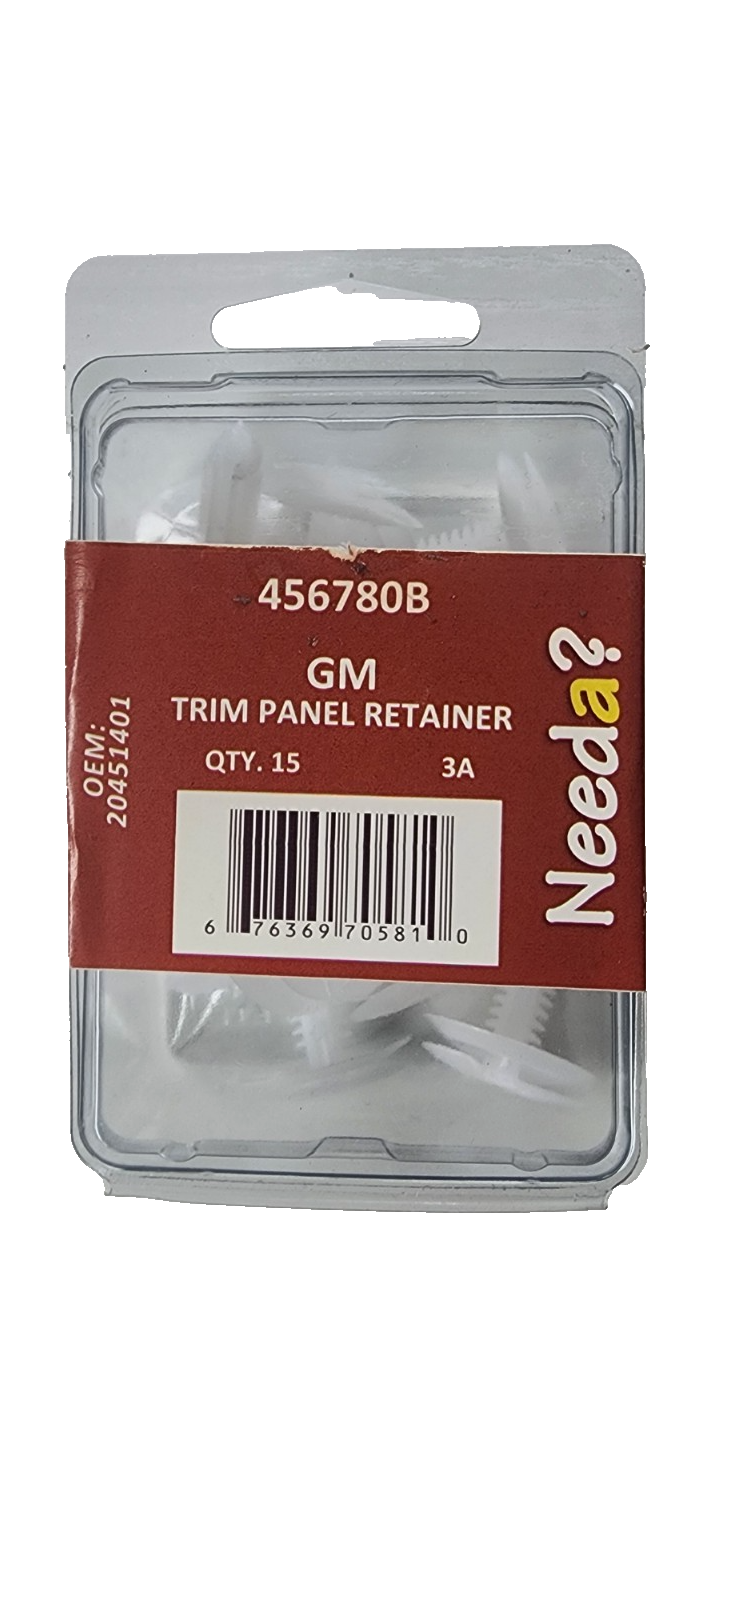 456780B
GM
TRIM PANEL RETAINER
QTY. 15 3A
6 76369 70581 0
OEM:
20451401
Needa?